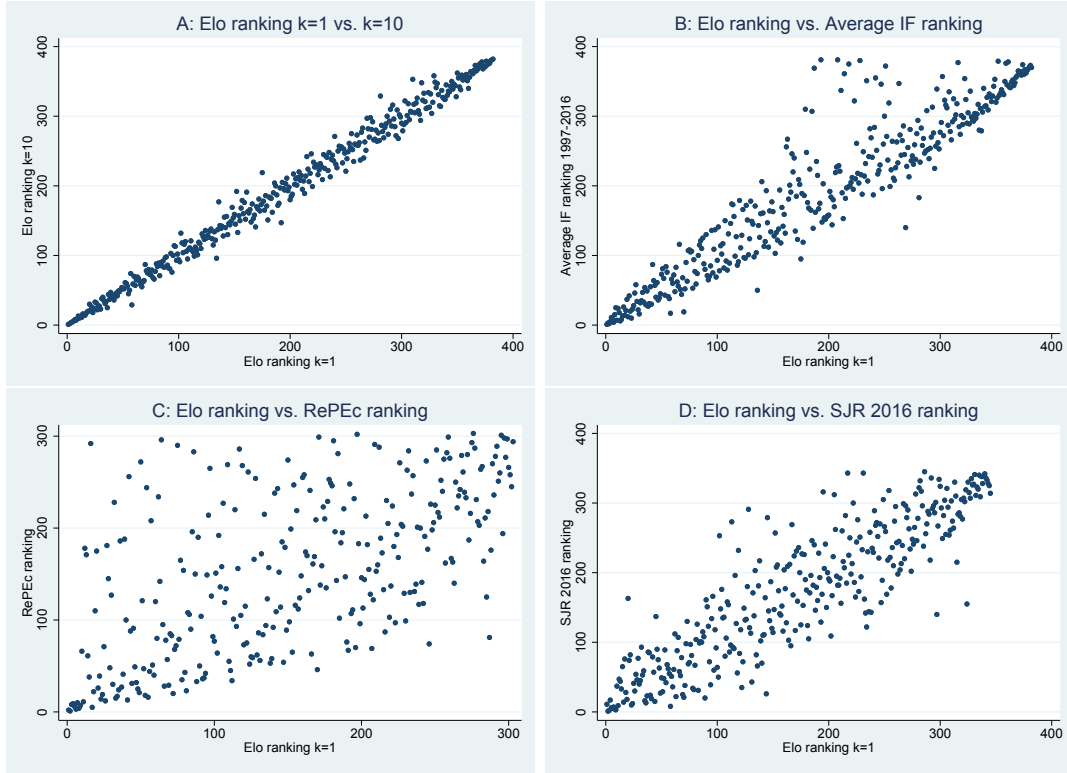 A: Elo ranking k=1 vs. k=10
Elo ranking k=10
400
300
200
100
0
0 100 200 300 400
Elo ranking k=1
B: Elo ranking vs. Average IF ranking
Average IF ranking 1997-2016
400
300
200
100
0
0 100 200 300 400
Elo ranking k=1
C: Elo ranking vs. RePEc ranking
RePEc ranking
300
200
100
0
0 100 200 300
Elo ranking k=1
D: Elo ranking vs. SJR 2016 ranking
SJR 2016 ranking
400
300
200
100
0
0 100 200 300 400
Elo ranking k=1